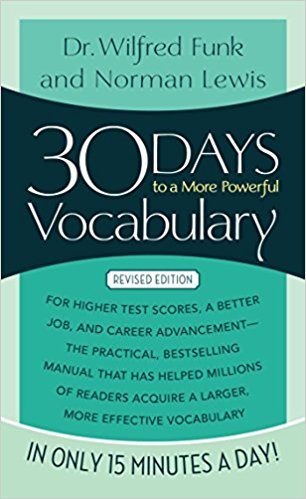 Dr. Wilfred Funk
and Norman Lewis
30 DAYS
to a More Powerful
Vocabulary
REVISED EDITION
FOR HIGHER TEST SCORES, A BETTER
JOB, AND CAREER ADVANCEMENT—
THE PRACTICAL, BESTSELLING
MANUAL THAT HAS HELPED MILLIONS
OF READERS ACQUIRE A LARGER,
MORE EFFECTIVE VOCABULARY
IN ONLY 15 MINUTES A DAY!